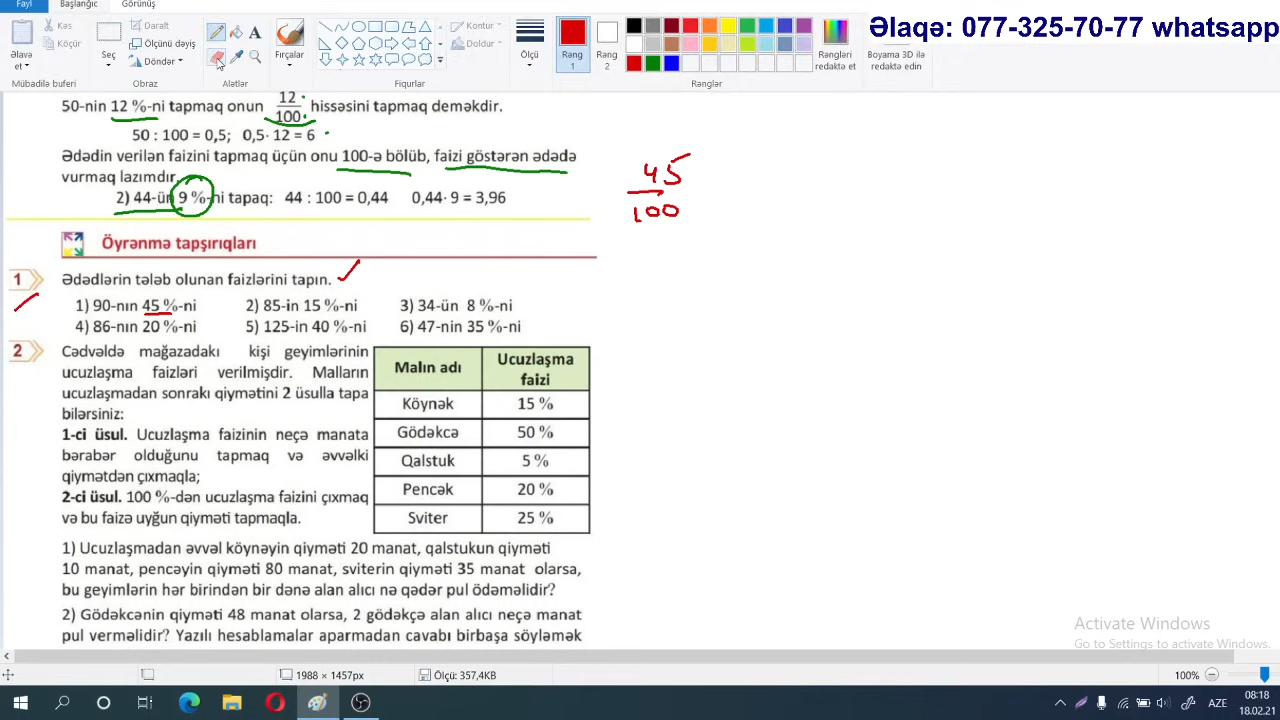 Fayl Başlanğıc Görünüş
Əlaqə: 077-325-70-77 whatsapp
Əlavə et
Kəsir
Köçür
Mübadilə buferi
Seç
Daralt
Ölçünü dəyiş
Döndər
Obraz
A
Alətlər
Fırçalar
Kontur
Doldur
Fiqurlar
Ölçü
Rəng 1
Rəng 2
Rənglər
Rəngləri redaktə et
Boyama 3D ilə redaktə edin
50-nin 12 %-ni tapmaq onun 12/100 hissəsini tapmaq deməkdir.
50 : 100 = 0,5; 0,5· 12 = 6
Ədədin verilən faizini tapmaq üçün onu 100-ə bölüb, faizi göstərən ədədə
vurmaq lazımdır.
2) 44-ün 9 %-ni tapaq: 44 : 100 = 0,44 0,44· 9 = 3,96
45
100
Öyrənmə tapşırıqları
1 Ədədlərin tələb olunan faizlərini tapın.
1) 90-nın 45 %-ni 2) 85-in 15 %-ni 3) 34-ün 8 %-ni
4) 86-nın 20 %-ni 5) 125-in 40 %-ni 6) 47-nin 35 %-ni
2 Cədvəldə mağazadakı kişi geyimlərinin
ucuzlaşma faizləri verilmişdir. Malların
ucuzlaşmadan sonrakı qiymətini 2 üsulla tapa
bilərsiniz:
1-ci üsul. Ucuzlaşma faizinin neçə manata
bərabər olduğunu tapmaq və əvvəlki
qiymətdən çıxmaqla;
2-ci üsul. 100 %-dən ucuzlaşma faizini çıxmaq
və bu faizə uyğun qiyməti tapmaqla.
Malın adı Ucuzlaşma faizi
Köynək 15 %
Gödəkcə 50 %
Qalstuk 5 %
Pencək 20 %
Sviter 25 %
1) Ucuzlaşmadan əvvəl köynəyin qiyməti 20 manat, qalstukun qiyməti
10 manat, pencəyin qiyməti 80 manat, sviterin qiyməti 35 manat olarsa,
bu geyimlərin hər birindən bir dənə alan alıcı nə qədər pul ödəməlidir?
2) Gödəkcənin qiyməti 48 manat olarsa, 2 gödəkçə alan alıcı neçə manat
pul verməlidir? Yazılı hesablamalar aparmadan cavabı birbaşa söyləmək
Activate Windows
Go to Settings to activate Windows.
1988 × 1457px
Ölçü: 357,4KB
100%
AZE
08:18
18.02.21